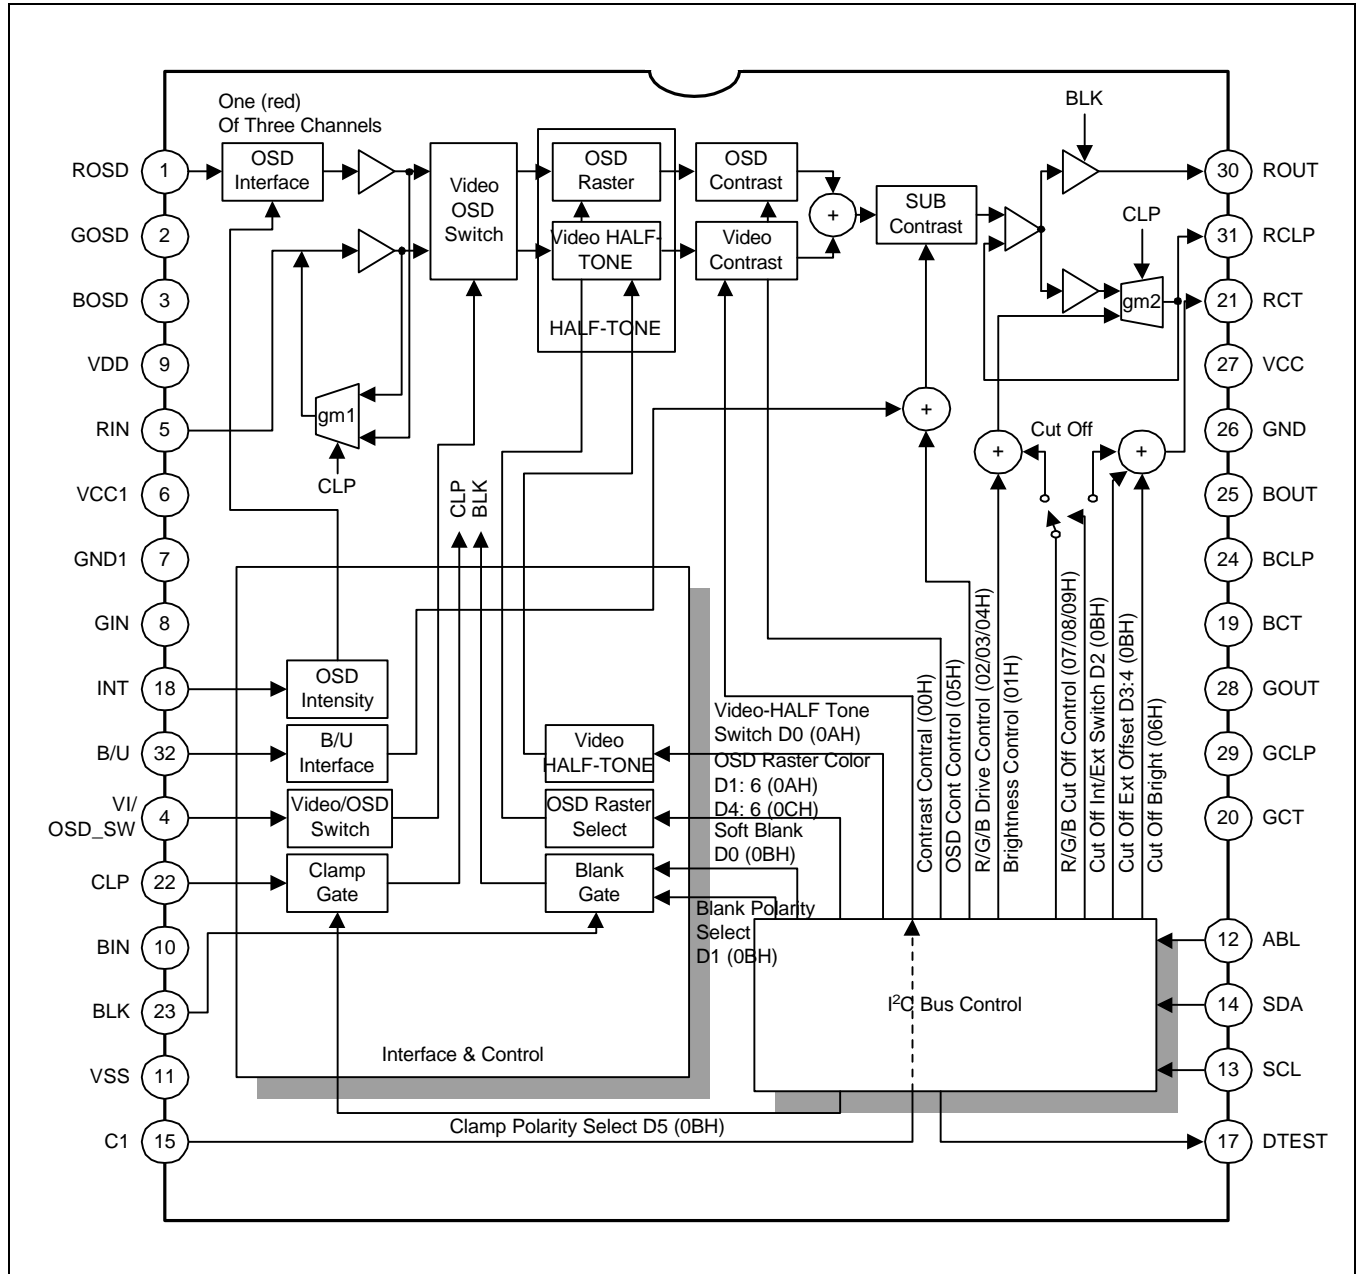 One (red)
Of Three Channels
BLK
ROSD
1
OSD
Interface
Video
OSD
Switch
OSD
Raster
OSD
Contrast
30
ROUT
GOSD
2
Video HALF-
TONE
Video
Contrast
+
SUB
Contrast
CLP
31
RCLP
BOSD
3
HALF-TONE
gm2
21
RCT
VDD
9
27
VCC
RIN
5
gm1
CLP
+
+
Cut Off
+
26
GND
VCC1
6
CLP
BLK
25
BOUT
GND1
7
24
BCLP
GIN
8
19
BCT
INT
18
OSD
Intensity
28
GOUT
B/U
32
B/U
Interface
Video
HALF-TONE
Video-HALF Tone
Switch D0 (0AH)
OSD Raster Color
D1: 6 (0AH)
D4: 6 (0CH)
Soft Blank
D0 (0BH)
Contrast Contral (00H)
OSD Cont Control (05H)
R/G/B Drive Control (02/03/04H)
Brightness Control (01H)
R/G/B Cut Off Control (07/08/09H)
Cut Off Int/Ext Switch D2 (0BH)
Cut Off Ext Offset D3:4 (0BH)
Cut Off Bright (06H)
29
GCLP
VI/
OSD_SW
4
Video/OSD
Switch
OSD Raster
Select
20
GCT
CLP
22
Clamp
Gate
Blank
Gate
Blank Polarity
Select
D1 (0BH)
BIN
10
12
ABL
BLK
23
I²C Bus Control
14
SDA
VSS
11
Interface & Control
13
SCL
C1
15
Clamp Polarity Select D5 (0BH)
17
DTEST